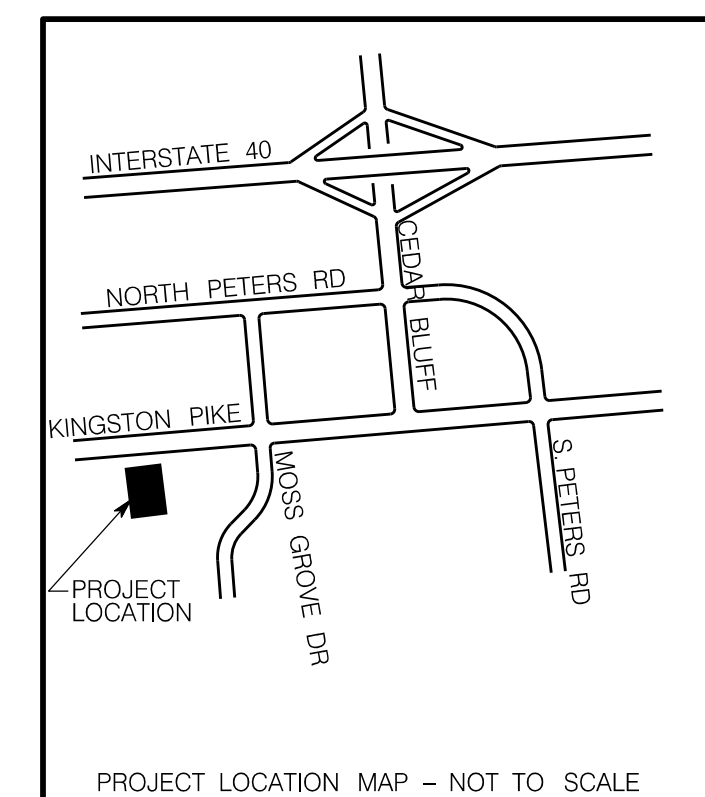 INTERSTATE 40
CEDAR BLUFF
NORTH PETERS RD
KINGSTON PIKE
MOSS GROVE DR
S. PETERS RD
PROJECT
LOCATION
PROJECT LOCATION MAP – NOT TO SCALE